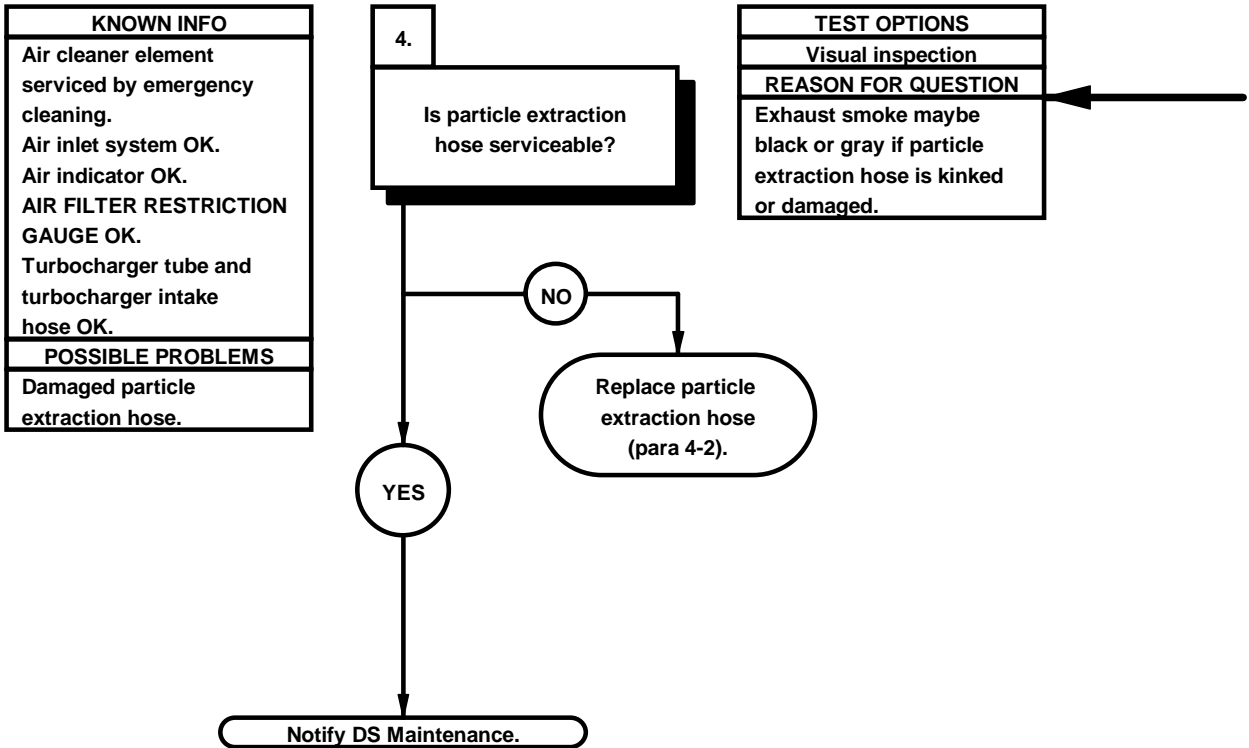 KNOWN INFO
Air cleaner element
serviced by emergency
cleaning.
Air inlet system OK.
Air indicator OK.
AIR FILTER RESTRICTION
GAUGE OK.
Turbocharger tube and
turbocharger intake
hose OK.
POSSIBLE PROBLEMS
Damaged particle
extraction hose.
4.
Is particle extraction
hose serviceable?
TEST OPTIONS
Visual inspection
REASON FOR QUESTION
Exhaust smoke maybe
black or gray if particle
extraction hose is kinked
or damaged.
NO
Replace particle
extraction hose
(para 4-2).
YES
Notify DS Maintenance.